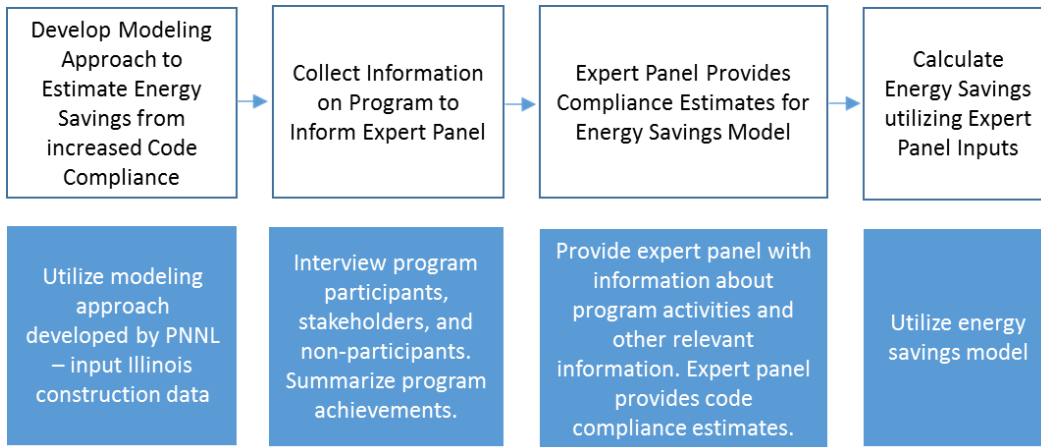 Develop Modeling
Approach to
Estimate Energy
Savings from
increased Code
Compliance
Collect Information
on Program to
Inform Expert Panel
Expert Panel Provides
Compliance Estimates for
Energy Savings Model
Calculate
Energy Savings
utilizing Expert
Panel Inputs
Utilize modeling
approach
developed by PNNL
– input Illinois
construction data
Interview program
participants,
stakeholders, and
non-participants.
Summarize program
achievements.
Provide expert panel with
information about
program activities and
other relevant
information. Expert panel
provides code
compliance estimates.
Utilize energy
savings model